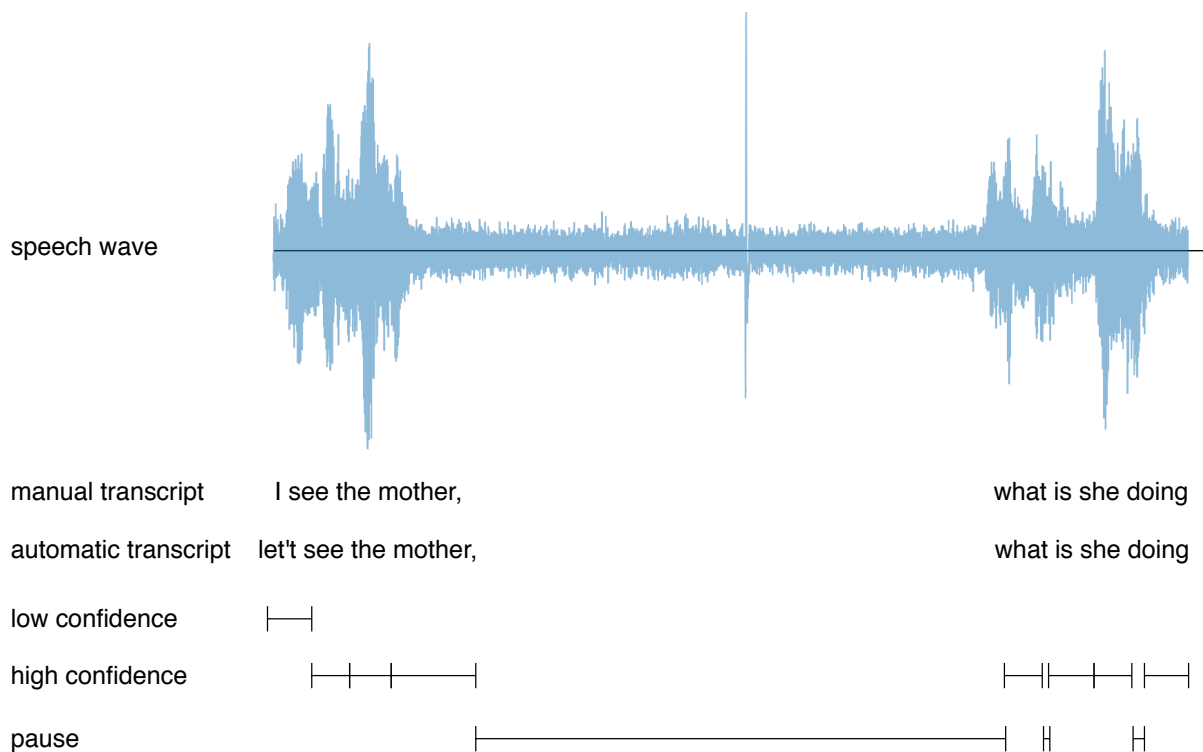 speech wave
manual transcript I see the mother, what is she doing
automatic transcript let't see the mother, what is she doing
low confidence
high confidence
pause